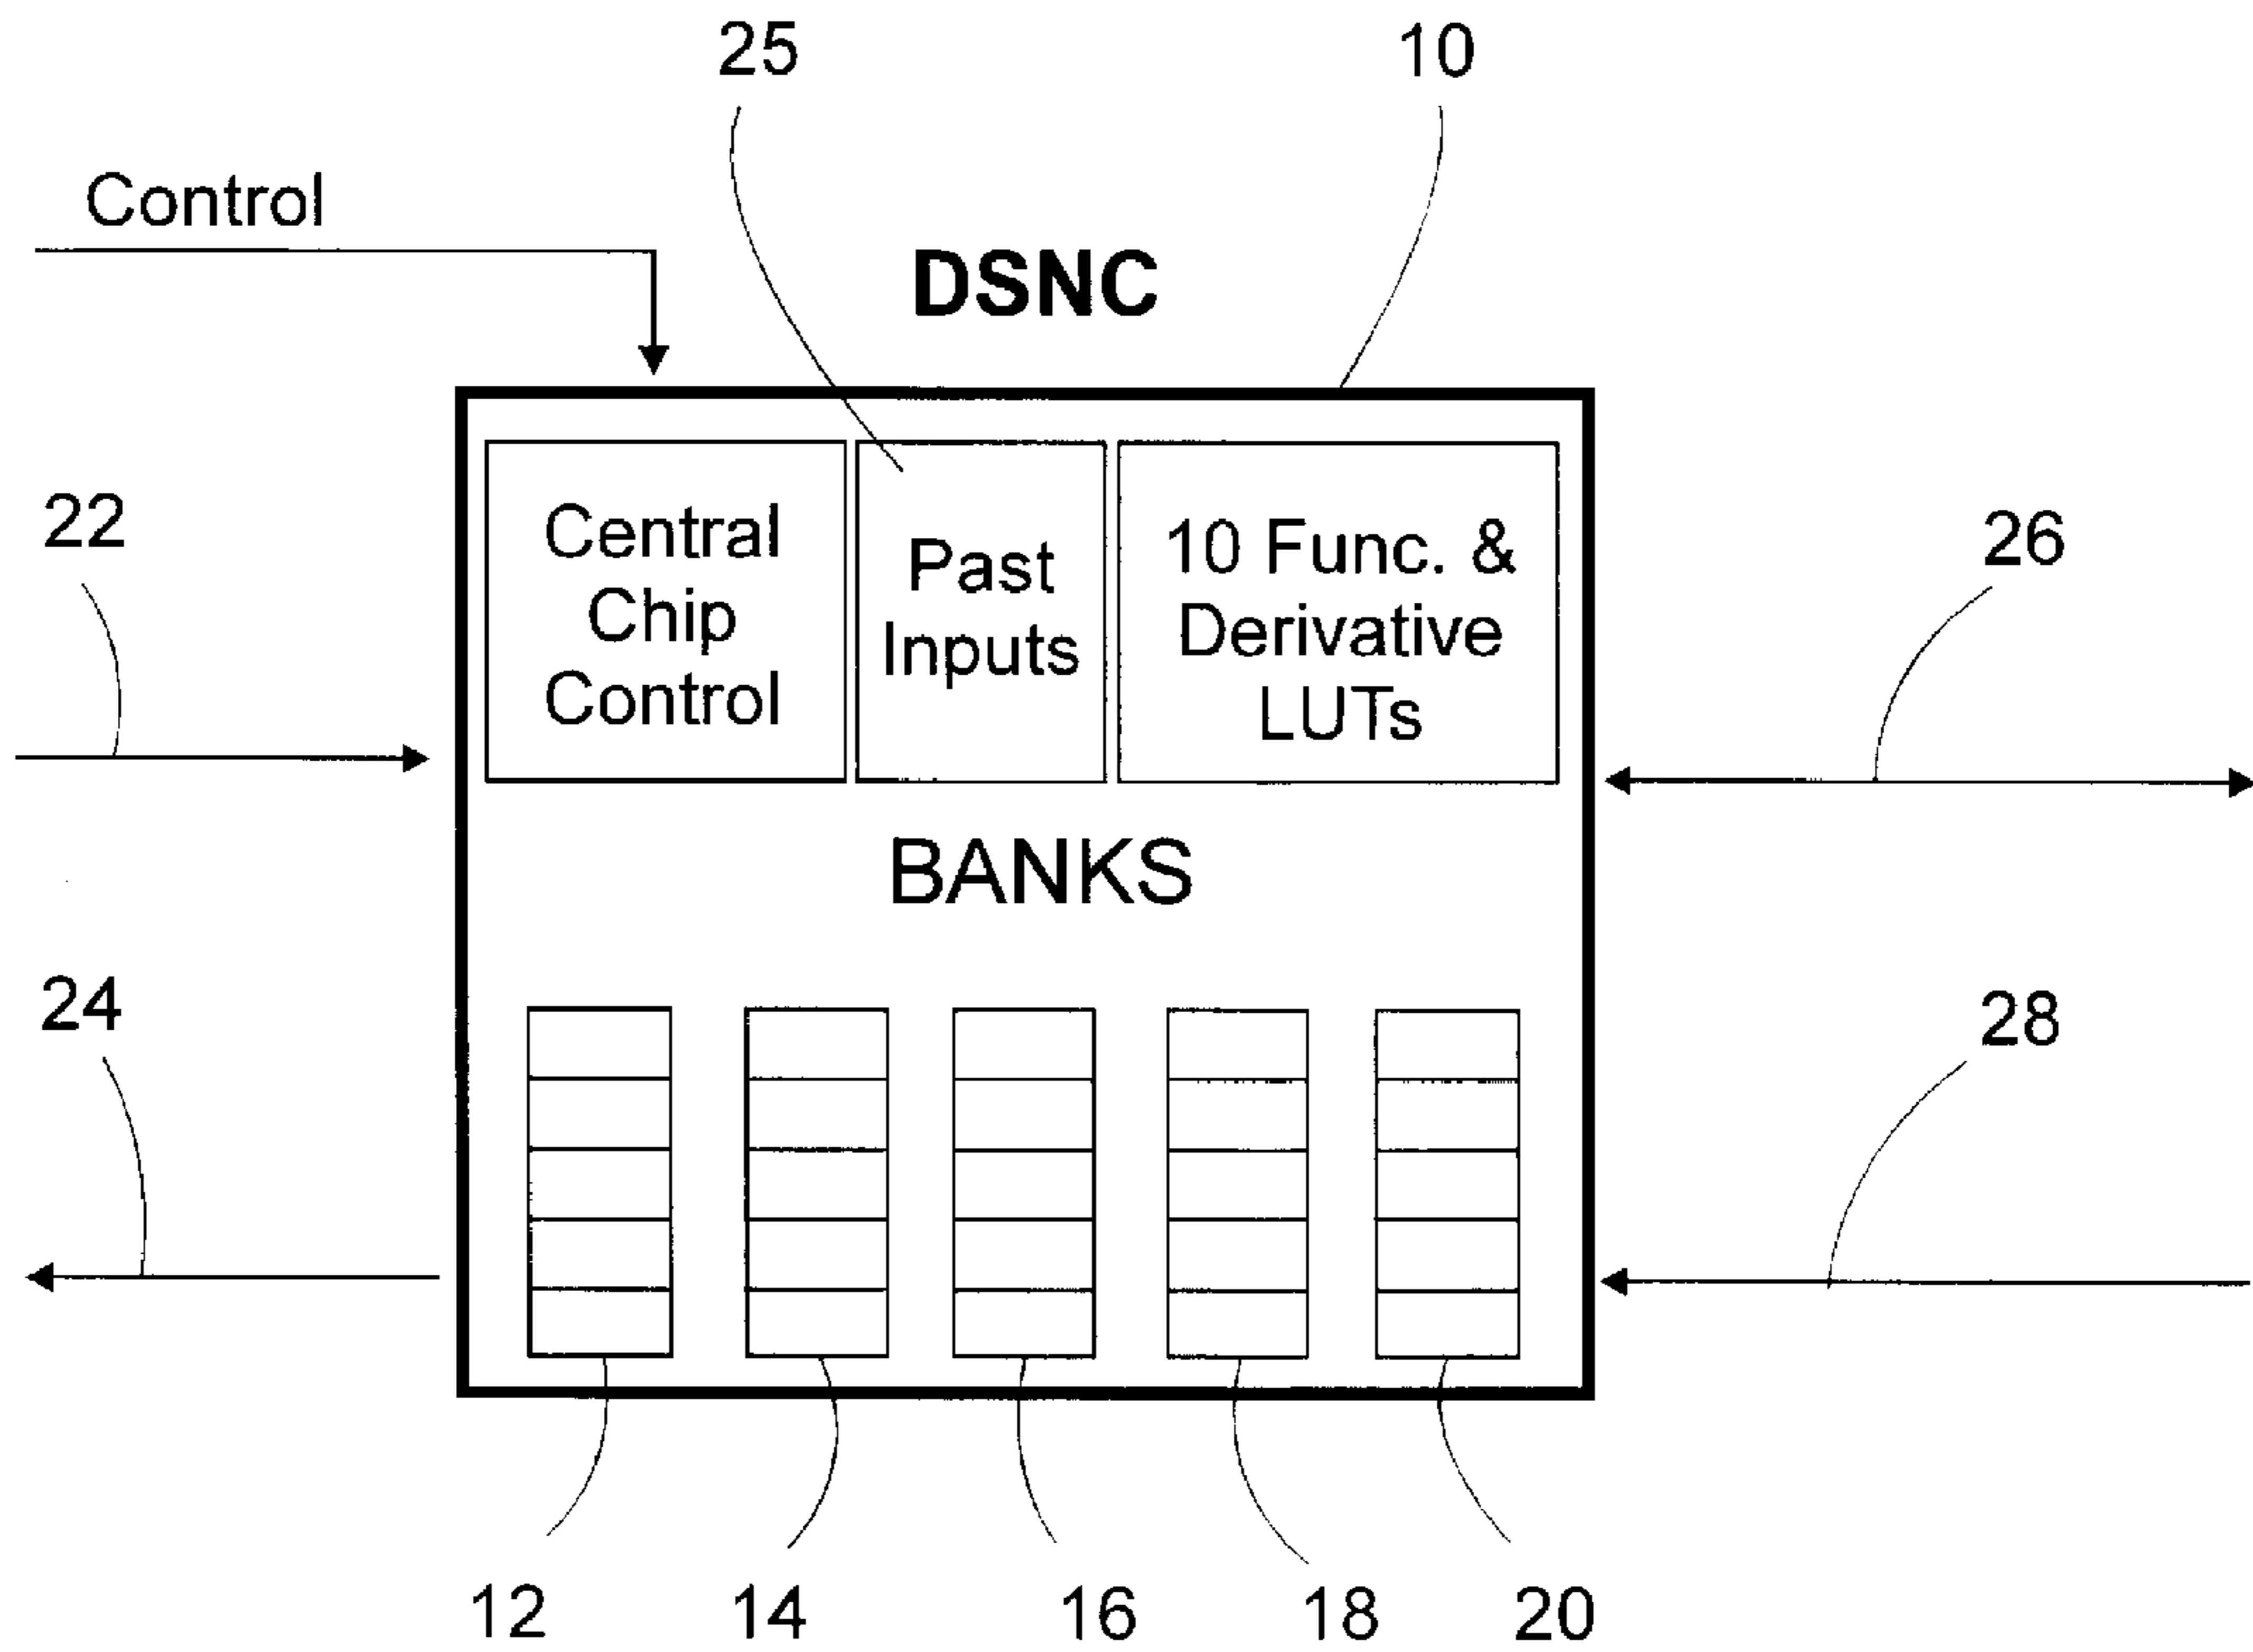 25
10
Control
DSNC
22
Central
Chip
Control
Past
Inputs
10 Func. &
Derivative
LUTs
26
BANKS
24
28
12
14
16
18
20